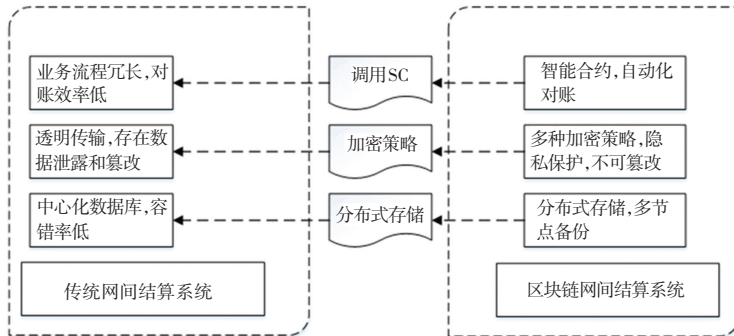 业务流程冗长,对
账效率低
调用SC
智能合约,自动化
对账
透明传输,存在数
据泄露和篡改
加密策略
多种加密策略,隐
私保护,不可篡改
中心化数据库,容
错率低
分布式存储
分布式存储,多节
点备份
传统网间结算系统
区块链网间结算系统